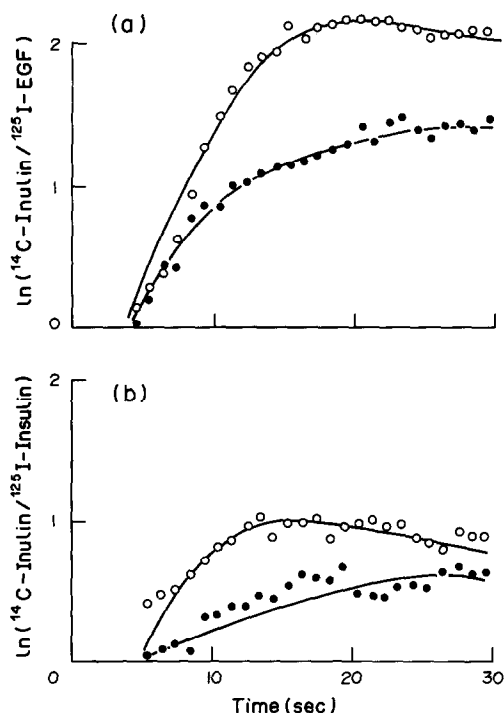 (a)
2
1
0
ln (¹⁴C-Inulin/¹²⁵I-EGF)
(b)
2
1
0
ln (¹⁴C-Inulin/¹²⁵I-Insulin)
10
20
30
Time (sec)